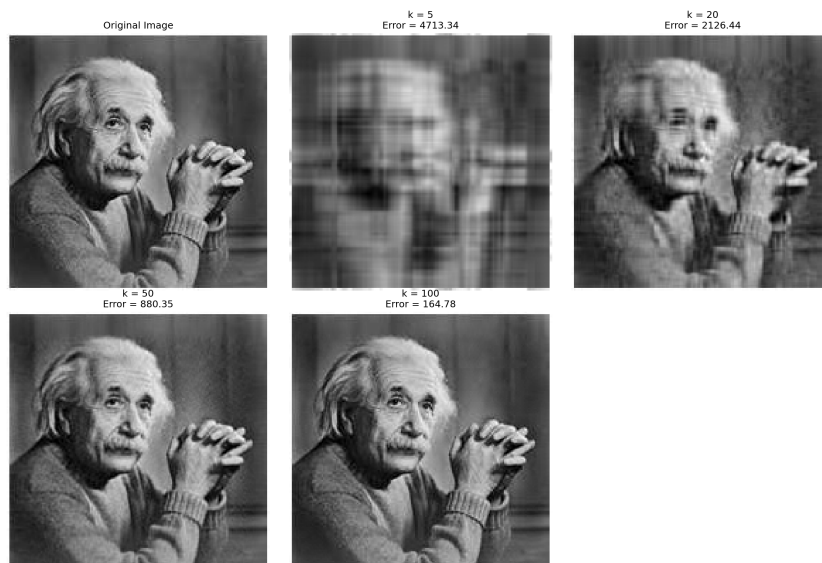 Original Image
k = 5
Error = 4713.34
k = 20
Error = 2126.44
k = 50
Error = 880.35
k = 100
Error = 164.78